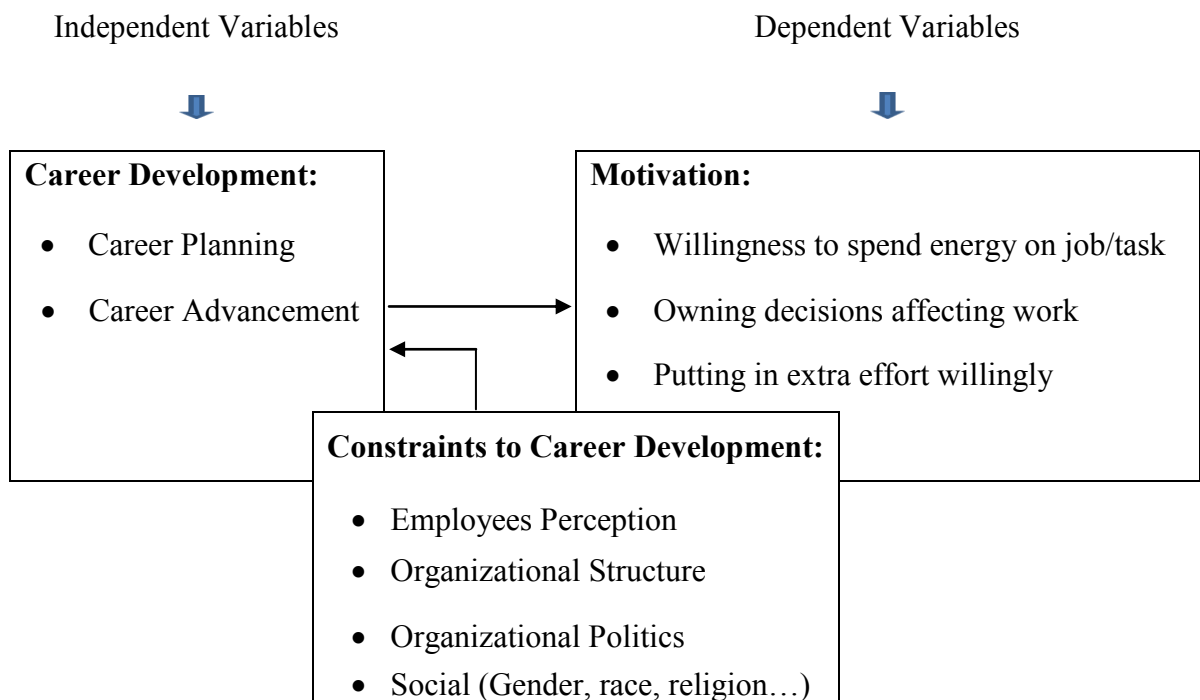 Independent Variables
Dependent Variables
Career Development:
• Career Planning
• Career Advancement
Motivation:
• Willingness to spend energy on job/task
• Owning decisions affecting work
• Putting in extra effort willingly
Constraints to Career Development:
• Employees Perception
• Organizational Structure
• Organizational Politics
• Social (Gender, race, religion…)